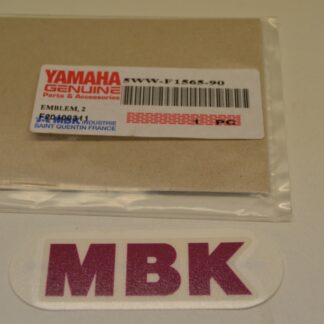 YAMAHA
GENUINE
Parts & Accessories
5WW-F1565-90
EMBLEM, 2
MBK INDUSTRIE
SAINT QUENTIN FRANCE
1 PC
MBK